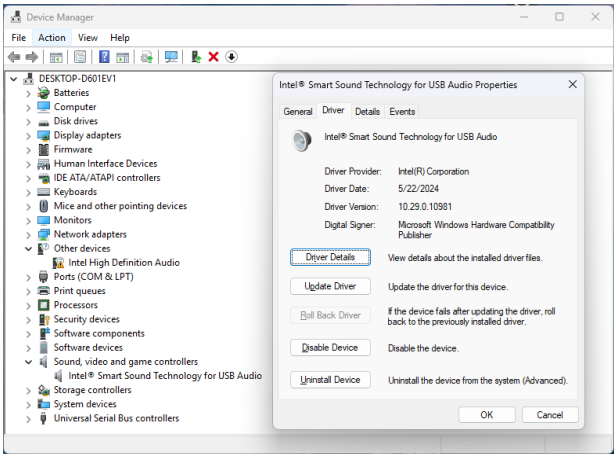 Device Manager
File Action View Help
DESKTOP-D601EV1
Batteries
Computer
Disk drives
Display adapters
Firmware
Human Interface Devices
IDE ATA/ATAPI controllers
Keyboards
Mice and other pointing devices
Monitors
Network adapters
Other devices
Intel High Definition Audio
Ports (COM & LPT)
Print queues
Processors
Security devices
Software components
Software devices
Sound, video and game controllers
Intel® Smart Sound Technology for USB Audio
Storage controllers
System devices
Universal Serial Bus controllers
Intel® Smart Sound Technology for USB Audio Properties
General Driver Details Events
Intel® Smart Sound Technology for USB Audio
Driver Provider: Intel(R) Corporation
Driver Date: 5/22/2024
Driver Version: 10.29.0.10981
Digital Signer: Microsoft Windows Hardware Compatibility
Publisher
Driver Details View details about the installed driver files.
Update Driver Update the driver for this device.
Roll Back Driver If the device fails after updating the driver, roll
back to the previously installed driver.
Disable Device Disable the device.
Uninstall Device Uninstall the device from the system (Advanced).
OK Cancel